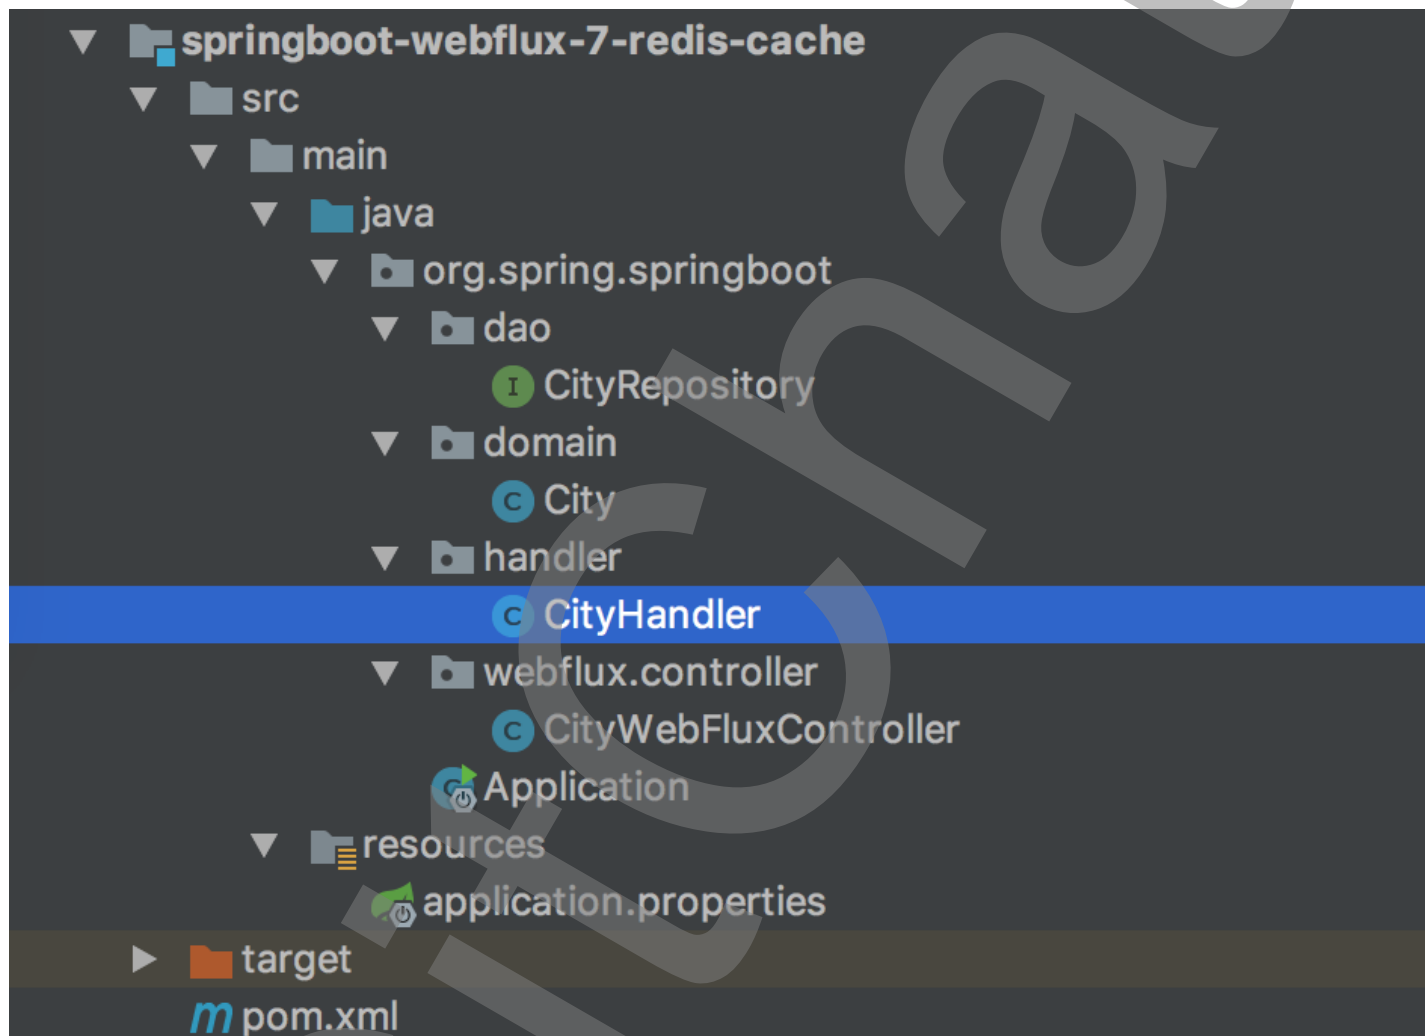 springboot-webflux-7-redis-cache
src
main
java
org.spring.springboot
dao
CityRepository
domain
City
handler
CityHandler
webflux.controller
CityWebFluxController
Application
resources
application.properties
target
pom.xml